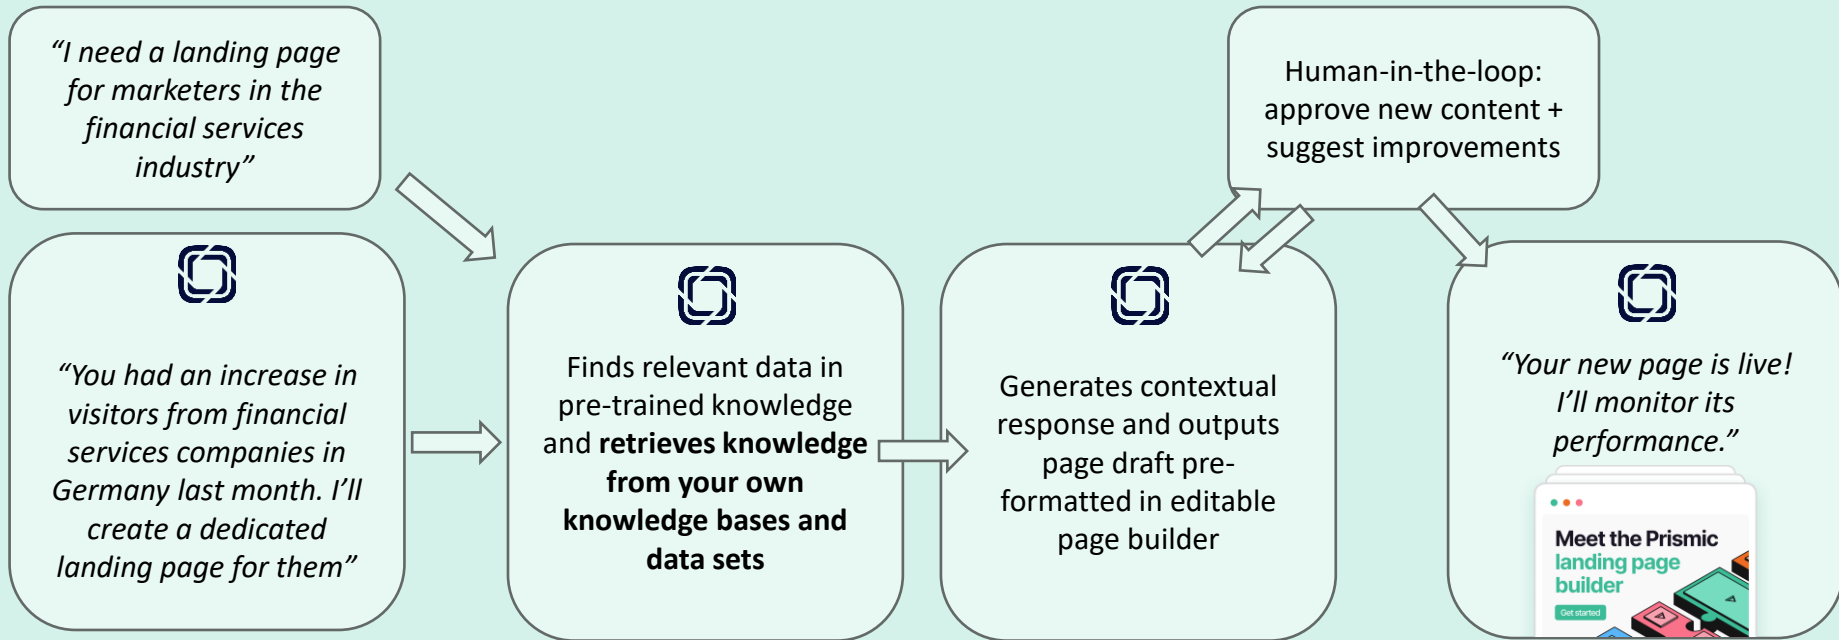 “I need a landing page
for marketers in the
financial services
industry”
“You had an increase in
visitors from financial
services companies in
Germany last month. I’ll
create a dedicated
landing page for them”
Finds relevant data in
pre-trained knowledge
and retrieves knowledge
from your own
knowledge bases and
data sets
Generates contextual
response and outputs
page draft pre-
formatted in editable
page builder
Human-in-the-loop:
approve new content +
suggest improvements
“Your new page is live!
I’ll monitor its
performance.”
Meet the Prismic
landing page
builder
Get started